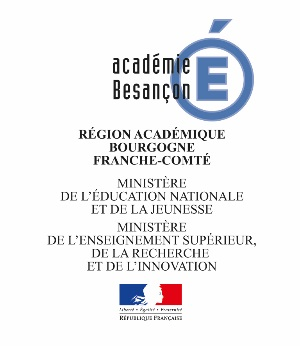 académie
Besançon
É
RÉGION ACADÉMIQUE
BOURGOGNE
FRANCHE-COMTÉ
MINISTÈRE
DE L'ÉDUCATION NATIONALE
ET DE LA JEUNESSE
MINISTÈRE
DE L'ENSEIGNEMENT SUPÉRIEUR,
DE LA RECHERCHE
ET DE L'INNOVATION
Liberté • Égalité • Fraternité
RÉPUBLIQUE FRANÇAISE